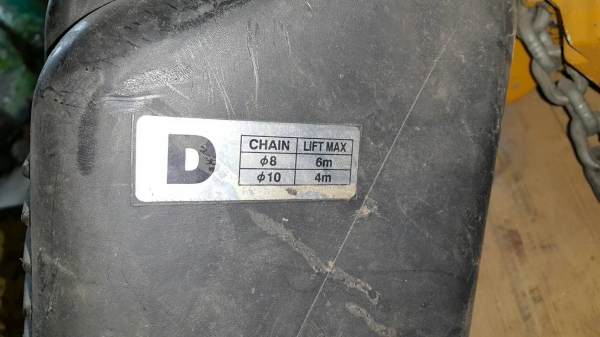 D
CHAIN LIFT MAX
φ8 6m
φ10 4m